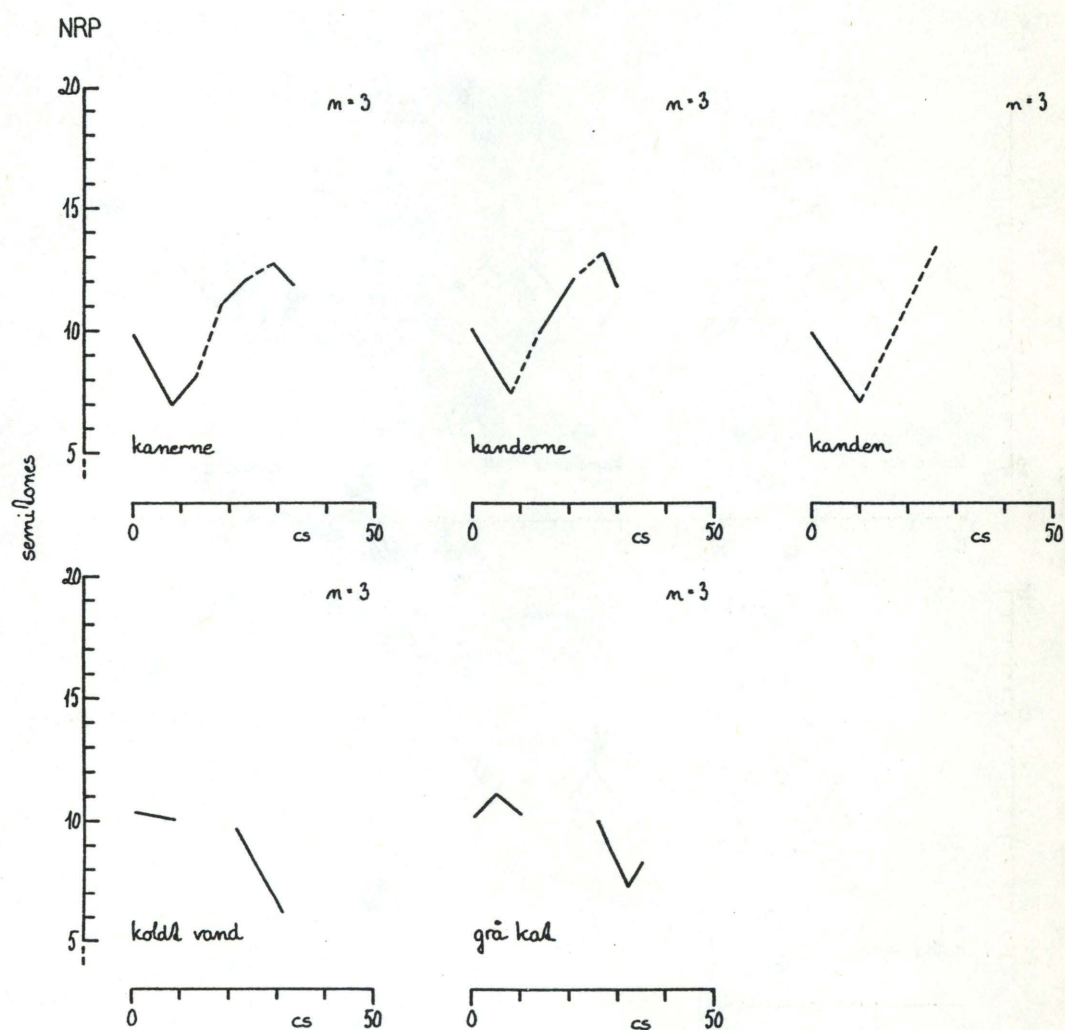 NRP
20
n = 3
n = 3
n = 3
15
10
5
kanerne
kanderne
kanden
semitones
0 cs 50
0 cs 50
0 cs 50
20
n = 3
n = 3
15
10
5
koldt vand
grå kat
0 cs 50
0 cs 50